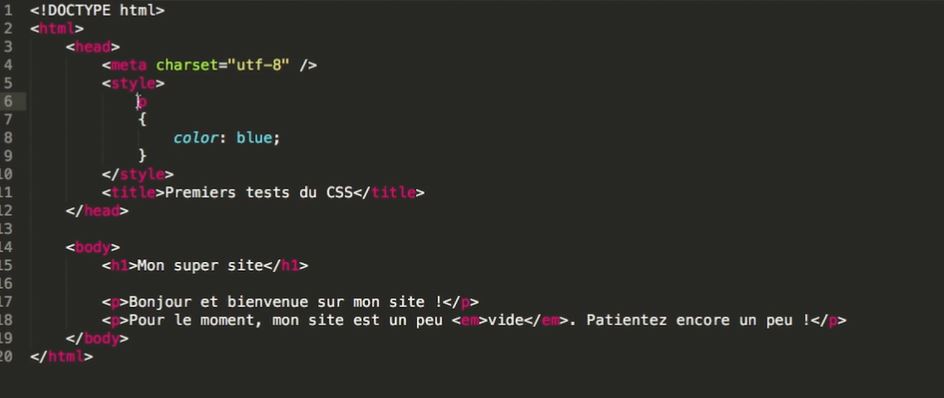 1 <!DOCTYPE html>
2 <html>
3 <head>
4 <meta charset="utf-8" />
5 <style>
6 p
7 {
8 color: blue;
9 }
10 </style>
11 <title>Premiers tests du CSS</title>
12 </head>
13
14 <body>
15 <h1>Mon super site</h1>
16
17 <p>Bonjour et bienvenue sur mon site !</p>
18 <p>Pour le moment, mon site est un peu <em>vide</em>. Patientez encore un peu !</p>
19 </body>
20 </html>